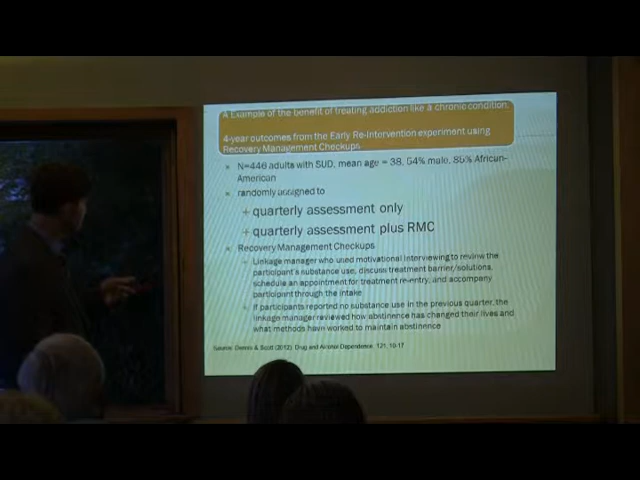 A Example of the benefit of treating addiction like a chronic condition.
4-year outcomes from the Early Re-Intervention experiment using
Recovery Management Checkups
N=446 adults with SUD, mean age = 38, 54% male, 85% African-
American
randomly assigned to
+ quarterly assessment only
+ quarterly assessment plus RMC
Recovery Management Checkups
Linkage manager who used motivational interviewing to review the
participant's substance use, discuss treatment barrier/solutions,
schedule an appointment for treatment re-entry, and accompany
participant through the intake
If participants reported no substance use in the previous quarter, the
linkage manager reviewed how abstinence has changed their lives and
what methods have worked to maintain abstinence
Source: Dennis & Scott (2012). Drug and Alcohol Dependence, 121, 10-17